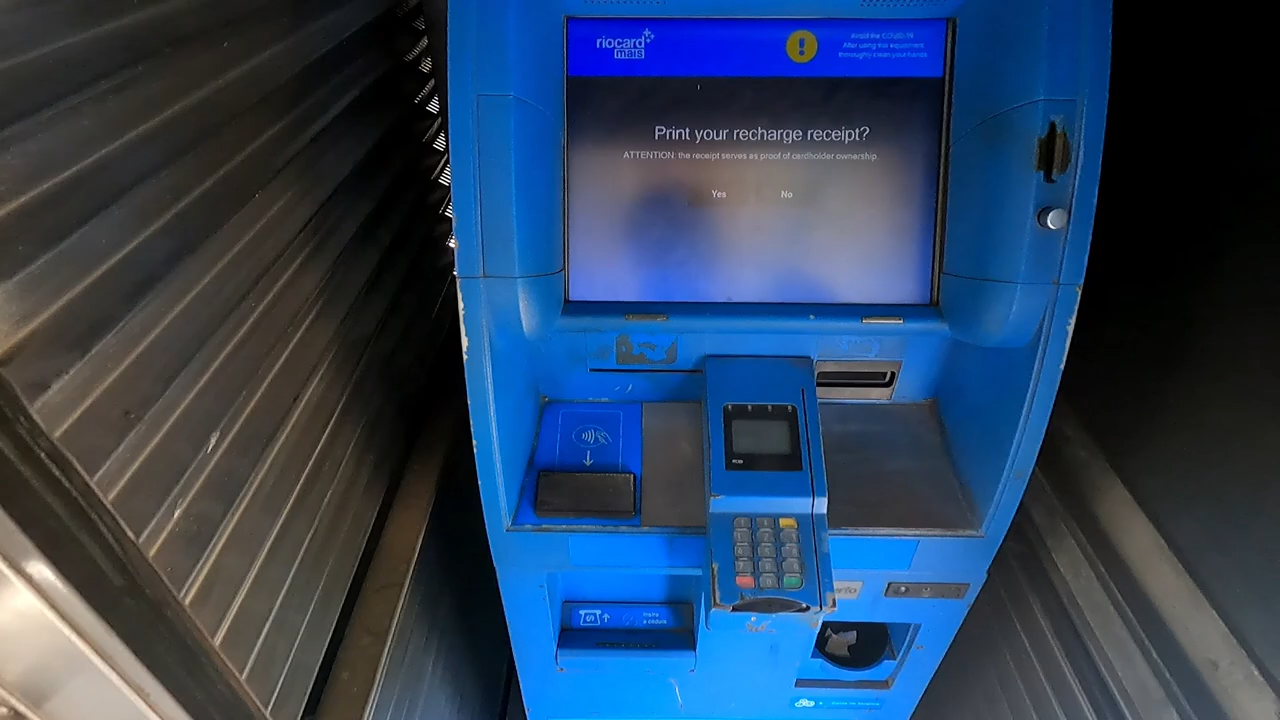 riocard
mais
Avoid the COVID-19
After using this equipment,
thoroughly clean your hands
Print your recharge receipt?
ATTENTION: the receipt serves as proof of cardholder ownership.
Yes
No
Insira
a cédula